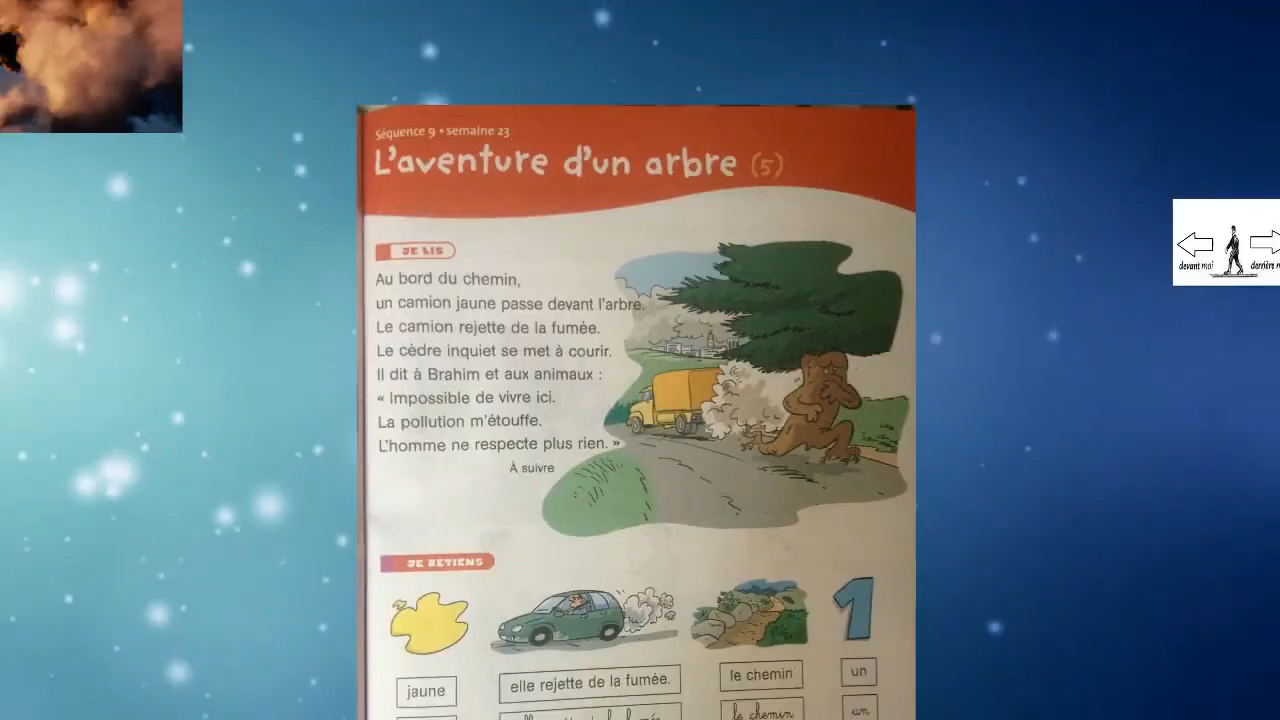 Séquence 9 • semaine 23
L'aventure d'un arbre (5)
JE LIS
Au bord du chemin,
un camion jaune passe devant l'arbre.
Le camion rejette de la fumée.
Le cèdre inquiet se met à courir.
Il dit à Brahim et aux animaux :
« Impossible de vivre ici.
La pollution m'étouffe.
L'homme ne respecte plus rien. »
À suivre
devant moi
derrière
JE RETIENS
1
jaune
elle rejette de la fumée.
le chemin
un
le chemin
un